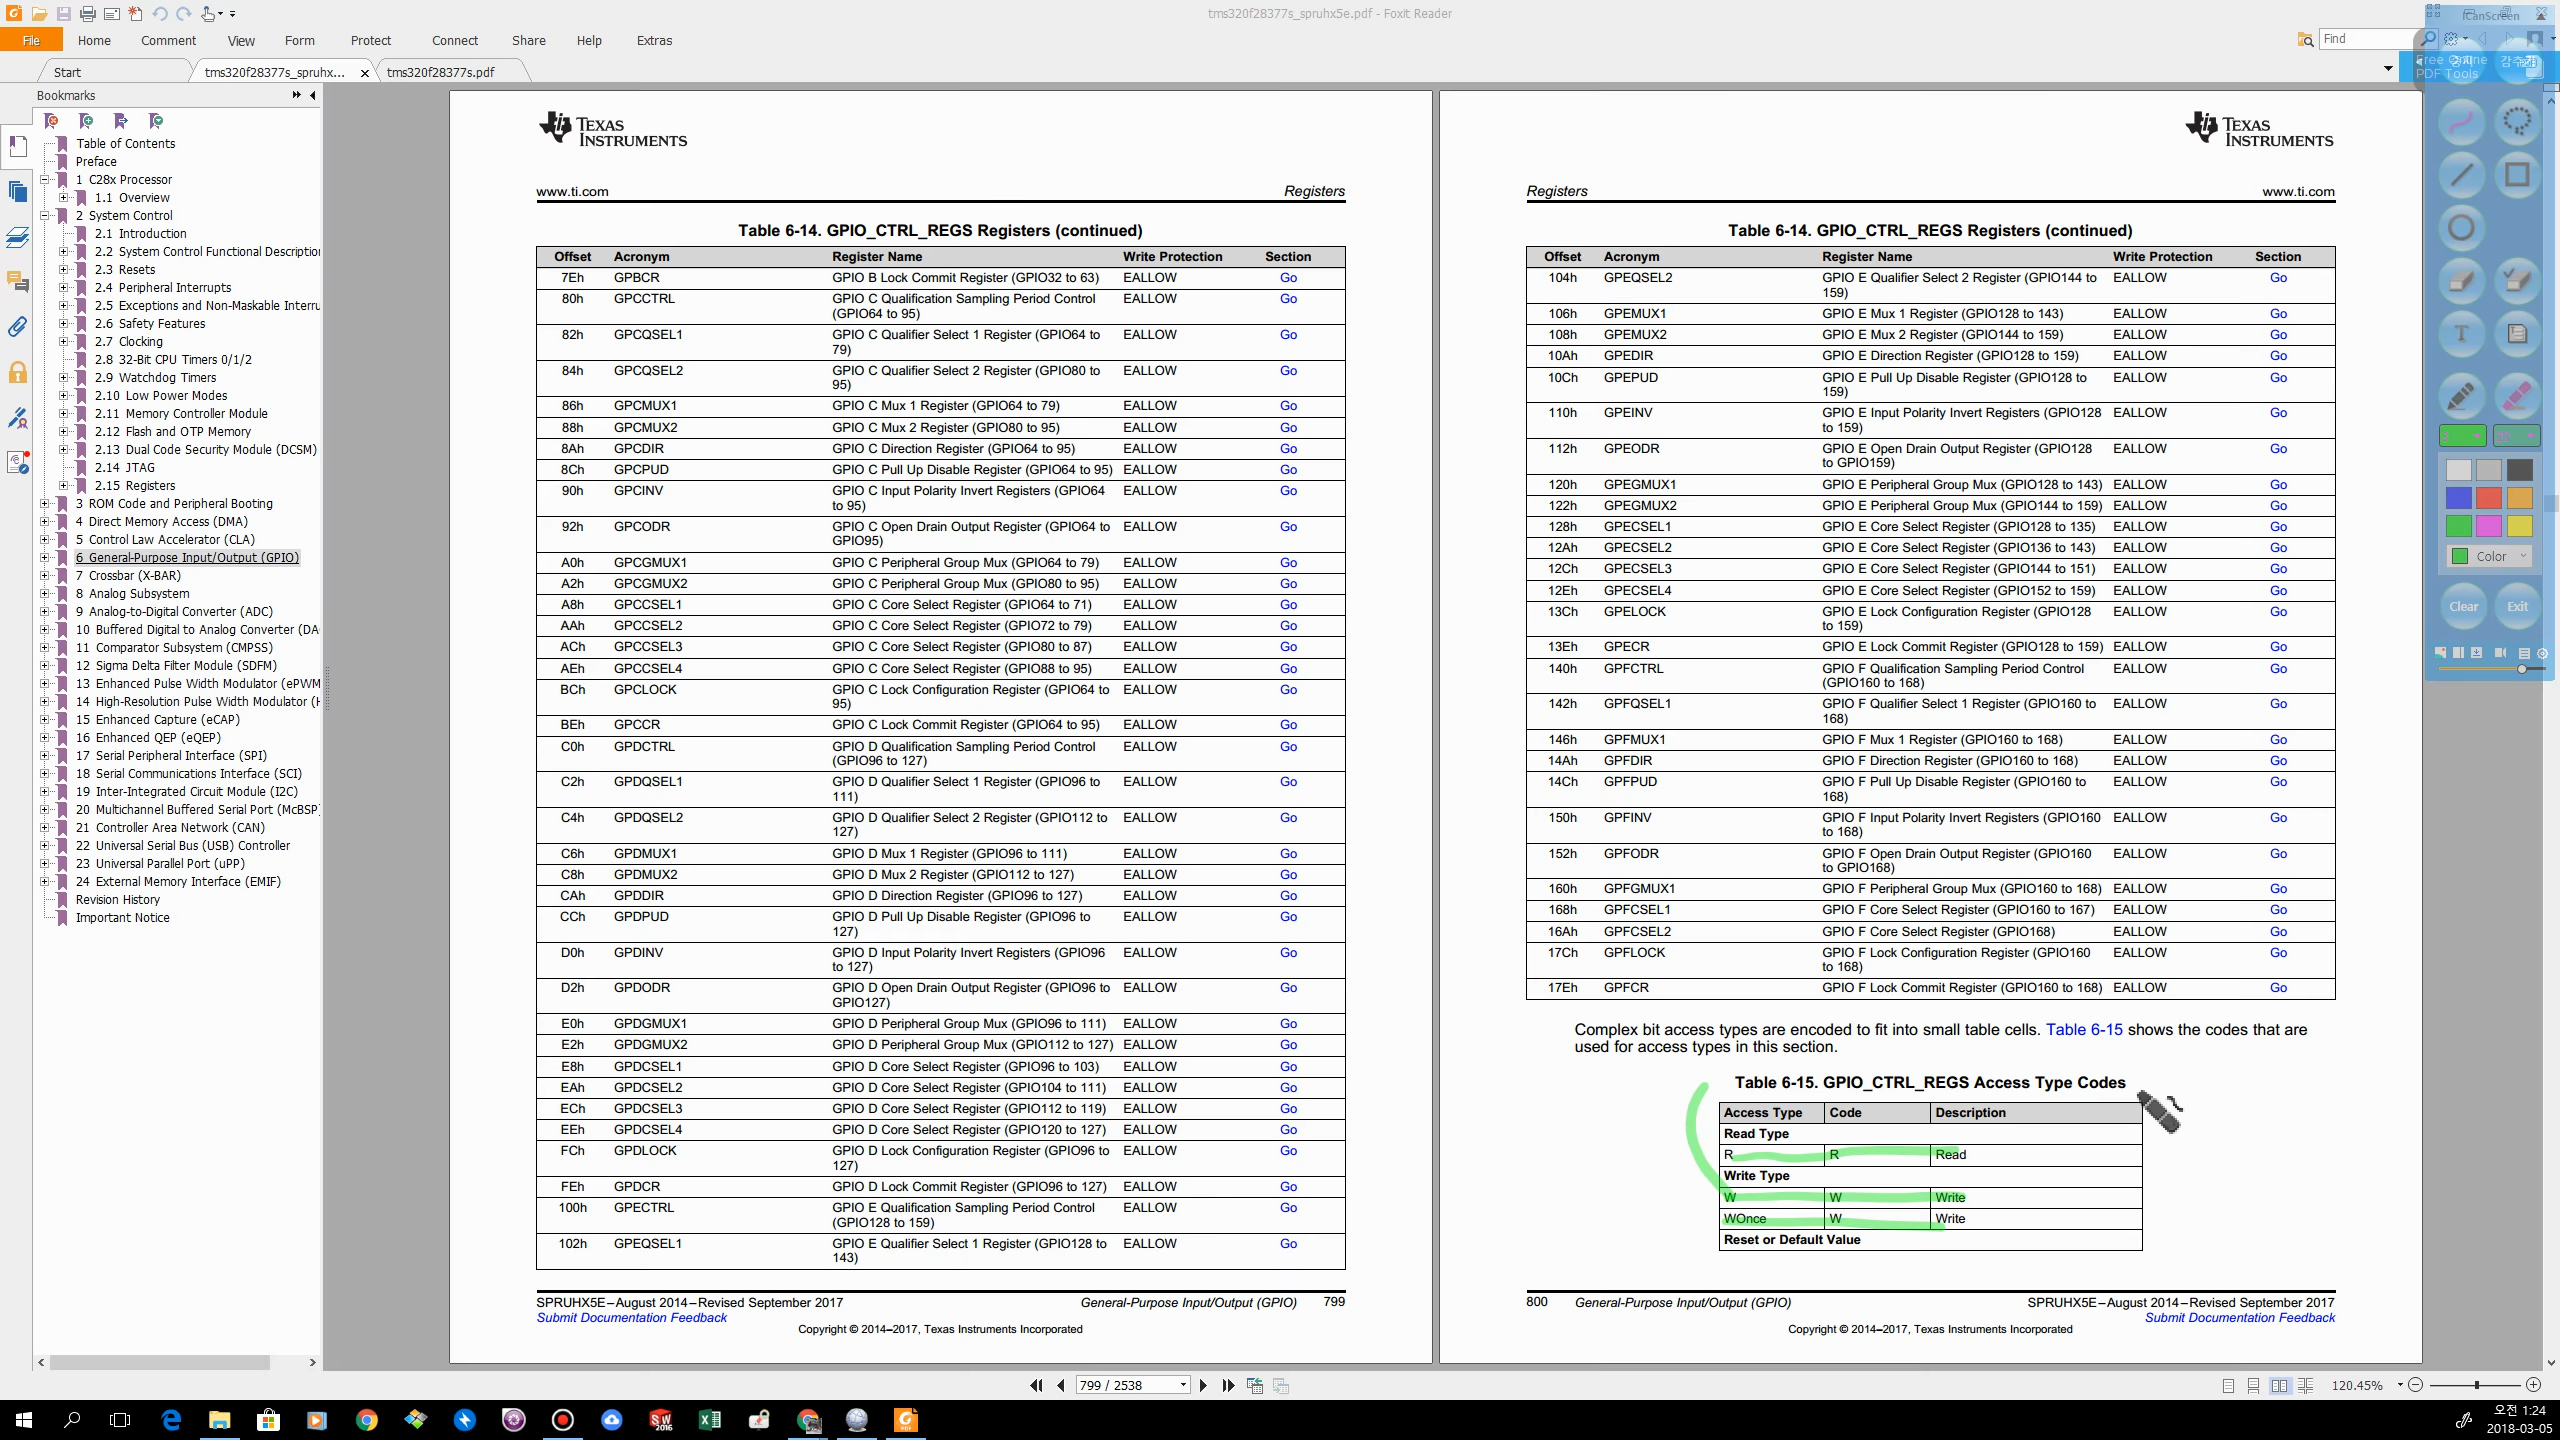 tms320f28377s_spruhx5e.pdf - Foxit Reader
File Home Comment View Form Protect Connect Share Help Extras
Find
Start tms320f28377s_spruhx... tms320f28377s.pdf
Bookmarks
Table of Contents
Preface
1 C28x Processor
1.1 Overview
2 System Control
2.1 Introduction
2.2 System Control Functional Descriptior
2.3 Resets
2.4 Peripheral Interrupts
2.5 Exceptions and Non-Maskable Interru
2.6 Safety Features
2.7 Clocking
2.8 32-Bit CPU Timers 0/1/2
2.9 Watchdog Timers
2.10 Low Power Modes
2.11 Memory Controller Module
2.12 Flash and OTP Memory
2.13 Dual Code Security Module (DCSM)
2.14 JTAG
2.15 Registers
3 ROM Code and Peripheral Booting
4 Direct Memory Access (DMA)
5 Control Law Accelerator (CLA)
6 General-Purpose Input/Output (GPIO)
7 Crossbar (X-BAR)
8 Analog Subsystem
9 Analog-to-Digital Converter (ADC)
10 Buffered Digital to Analog Converter (DA
11 Comparator Subsystem (CMPSS)
12 Sigma Delta Filter Module (SDFM)
13 Enhanced Pulse Width Modulator (ePWM
14 High-Resolution Pulse Width Modulator (H
15 Enhanced Capture (eCAP)
16 Enhanced QEP (eQEP)
17 Serial Peripheral Interface (SPI)
18 Serial Communications Interface (SCI)
19 Inter-Integrated Circuit Module (I2C)
20 Multichannel Buffered Serial Port (McBSP
21 Controller Area Network (CAN)
22 Universal Serial Bus (USB) Controller
23 Universal Parallel Port (uPP)
24 External Memory Interface (EMIF)
Revision History
Important Notice
TEXAS
INSTRUMENTS
www.ti.com Registers
Table 6-14. GPIO_CTRL_REGS Registers (continued)
Offset Acronym Register Name Write Protection Section
7Eh GPBCR GPIO B Lock Commit Register (GPIO32 to 63) EALLOW Go
80h GPCCTRL GPIO C Qualification Sampling Period Control EALLOW Go
(GPIO64 to 95)
82h GPCQSEL1 GPIO C Qualifier Select 1 Register (GPIO64 to EALLOW Go
79)
84h GPCQSEL2 GPIO C Qualifier Select 2 Register (GPIO80 to EALLOW Go
95)
86h GPCMUX1 GPIO C Mux 1 Register (GPIO64 to 79) EALLOW Go
88h GPCMUX2 GPIO C Mux 2 Register (GPIO80 to 95) EALLOW Go
8Ah GPCDIR GPIO C Direction Register (GPIO64 to 95) EALLOW Go
8Ch GPCPUD GPIO C Pull Up Disable Register (GPIO64 to 95) EALLOW Go
90h GPCINV GPIO C Input Polarity Invert Registers (GPIO64 EALLOW Go
to 95)
92h GPCODR GPIO C Open Drain Output Register (GPIO64 to EALLOW Go
GPIO95)
A0h GPCGMUX1 GPIO C Peripheral Group Mux (GPIO64 to 79) EALLOW Go
A2h GPCGMUX2 GPIO C Peripheral Group Mux (GPIO80 to 95) EALLOW Go
A8h GPCCSEL1 GPIO C Core Select Register (GPIO64 to 71) EALLOW Go
AAh GPCCSEL2 GPIO C Core Select Register (GPIO72 to 79) EALLOW Go
ACh GPCCSEL3 GPIO C Core Select Register (GPIO80 to 87) EALLOW Go
AEh GPCCSEL4 GPIO C Core Select Register (GPIO88 to 95) EALLOW Go
BCh GPCLOCK GPIO C Lock Configuration Register (GPIO64 to EALLOW Go
95)
BEh GPCCR GPIO C Lock Commit Register (GPIO64 to 95) EALLOW Go
C0h GPDCTRL GPIO D Qualification Sampling Period Control EALLOW Go
(GPIO96 to 127)
C2h GPDQSEL1 GPIO D Qualifier Select 1 Register (GPIO96 to EALLOW Go
111)
C4h GPDQSEL2 GPIO D Qualifier Select 2 Register (GPIO112 to EALLOW Go
127)
C6h GPDMUX1 GPIO D Mux 1 Register (GPIO96 to 111) EALLOW Go
C8h GPDMUX2 GPIO D Mux 2 Register (GPIO112 to 127) EALLOW Go
CAh GPDDIR GPIO D Direction Register (GPIO96 to 127) EALLOW Go
CCh GPDPUD GPIO D Pull Up Disable Register (GPIO96 to EALLOW Go
127)
D0h GPDINV GPIO D Input Polarity Invert Registers (GPIO96 EALLOW Go
to 127)
D2h GPDODR GPIO D Open Drain Output Register (GPIO96 to EALLOW Go
GPIO127)
E0h GPDGMUX1 GPIO D Peripheral Group Mux (GPIO96 to 111) EALLOW Go
E2h GPDGMUX2 GPIO D Peripheral Group Mux (GPIO112 to 127) EALLOW Go
E8h GPDCSEL1 GPIO D Core Select Register (GPIO96 to 103) EALLOW Go
EAh GPDCSEL2 GPIO D Core Select Register (GPIO104 to 111) EALLOW Go
ECh GPDCSEL3 GPIO D Core Select Register (GPIO112 to 119) EALLOW Go
EEh GPDCSEL4 GPIO D Core Select Register (GPIO120 to 127) EALLOW Go
FCh GPDLOCK GPIO D Lock Configuration Register (GPIO96 to EALLOW Go
127)
FEh GPDCR GPIO D Lock Commit Register (GPIO96 to 127) EALLOW Go
100h GPECTRL GPIO E Qualification Sampling Period Control EALLOW Go
(GPIO128 to 159)
102h GPEQSEL1 GPIO E Qualifier Select 1 Register (GPIO128 to EALLOW Go
143)
SPRUHX5E–August 2014–Revised September 2017 General-Purpose Input/Output (GPIO) 799
Submit Documentation Feedback
Copyright © 2014–2017, Texas Instruments Incorporated
TEXAS
INSTRUMENTS
Registers www.ti.com
Table 6-14. GPIO_CTRL_REGS Registers (continued)
Offset Acronym Register Name Write Protection Section
104h GPEQSEL2 GPIO E Qualifier Select 2 Register (GPIO144 to EALLOW Go
159)
106h GPEMUX1 GPIO E Mux 1 Register (GPIO128 to 143) EALLOW Go
108h GPEMUX2 GPIO E Mux 2 Register (GPIO144 to 159) EALLOW Go
10Ah GPEDIR GPIO E Direction Register (GPIO128 to 159) EALLOW Go
10Ch GPEPUD GPIO E Pull Up Disable Register (GPIO128 to EALLOW Go
159)
110h GPEINV GPIO E Input Polarity Invert Registers (GPIO128 EALLOW Go
to 159)
112h GPEODR GPIO E Open Drain Output Register (GPIO128 EALLOW Go
to GPIO159)
120h GPEGMUX1 GPIO E Peripheral Group Mux (GPIO128 to 143) EALLOW Go
122h GPEGMUX2 GPIO E Peripheral Group Mux (GPIO144 to 159) EALLOW Go
128h GPECSEL1 GPIO E Core Select Register (GPIO128 to 135) EALLOW Go
12Ah GPECSEL2 GPIO E Core Select Register (GPIO136 to 143) EALLOW Go
12Ch GPECSEL3 GPIO E Core Select Register (GPIO144 to 151) EALLOW Go
12Eh GPECSEL4 GPIO E Core Select Register (GPIO152 to 159) EALLOW Go
13Ch GPELOCK GPIO E Lock Configuration Register (GPIO128 EALLOW Go
to 159)
13Eh GPECR GPIO E Lock Commit Register (GPIO128 to 159) EALLOW Go
140h GPFCTRL GPIO F Qualification Sampling Period Control EALLOW Go
(GPIO160 to 168)
142h GPFQSEL1 GPIO F Qualifier Select 1 Register (GPIO160 to EALLOW Go
168)
146h GPFMUX1 GPIO F Mux 1 Register (GPIO160 to 168) EALLOW Go
14Ah GPFDIR GPIO F Direction Register (GPIO160 to 168) EALLOW Go
14Ch GPFPUD GPIO F Pull Up Disable Register (GPIO160 to EALLOW Go
168)
150h GPFINV GPIO F Input Polarity Invert Registers (GPIO160 EALLOW Go
to 168)
152h GPFODR GPIO F Open Drain Output Register (GPIO160 EALLOW Go
to GPIO168)
160h GPFGMUX1 GPIO F Peripheral Group Mux (GPIO160 to 168) EALLOW Go
168h GPFCSEL1 GPIO F Core Select Register (GPIO160 to 167) EALLOW Go
16Ah GPFCSEL2 GPIO F Core Select Register (GPIO168) EALLOW Go
17Ch GPFLOCK GPIO F Lock Configuration Register (GPIO160 EALLOW Go
to 168)
17Eh GPFCR GPIO F Lock Commit Register (GPIO160 to 168) EALLOW Go
Complex bit access types are encoded to fit into small table cells. Table 6-15 shows the codes that are
used for access types in this section.
Table 6-15. GPIO_CTRL_REGS Access Type Codes
Access Type Code Description
Read Type
R R Read
Write Type
W W Write
WOnce W Write
Reset or Default Value
800 General-Purpose Input/Output (GPIO) SPRUHX5E–August 2014–Revised September 2017
Submit Documentation Feedback
Copyright © 2014–2017, Texas Instruments Incorporated
iCanScreen
Free Online
PDF Tools
Color
Clear Exit
799 / 2538
120.45%
오전 1:24
2018-03-05